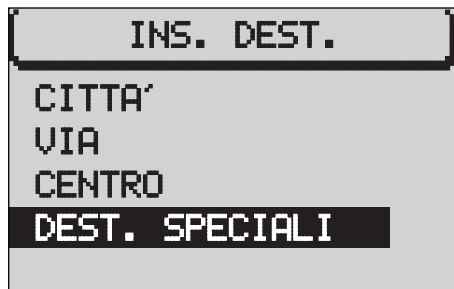 INS. DEST.
CITTA'
VIA
CENTRO
DEST. SPECIALI